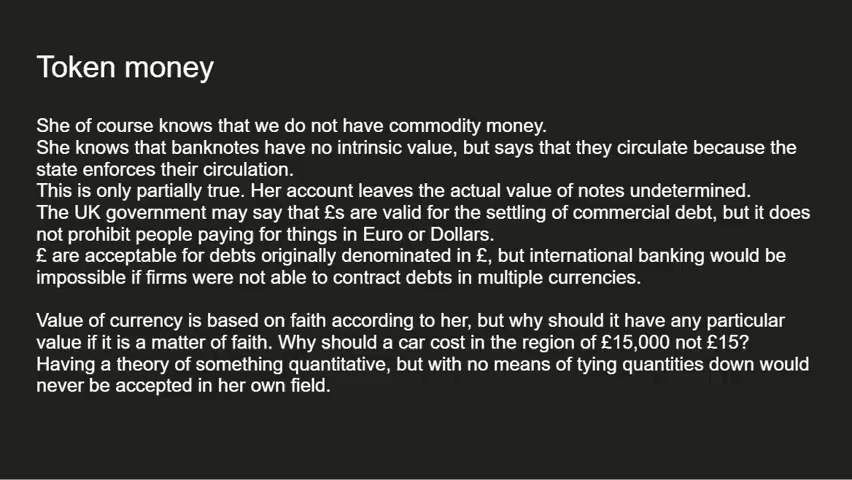 Token money
She of course knows that we do not have commodity money.
She knows that banknotes have no intrinsic value, but says that they circulate because the
state enforces their circulation.
This is only partially true. Her account leaves the actual value of notes undetermined.
The UK government may say that £s are valid for the settling of commercial debt, but it does
not prohibit people paying for things in Euro or Dollars.
£ are acceptable for debts originally denominated in £, but international banking would be
impossible if firms were not able to contract debts in multiple currencies.
Value of currency is based on faith according to her, but why should it have any particular
value if it is a matter of faith. Why should a car cost in the region of £15,000 not £15?
Having a theory of something quantitative, but with no means of tying quantities down would
never be accepted in her own field.